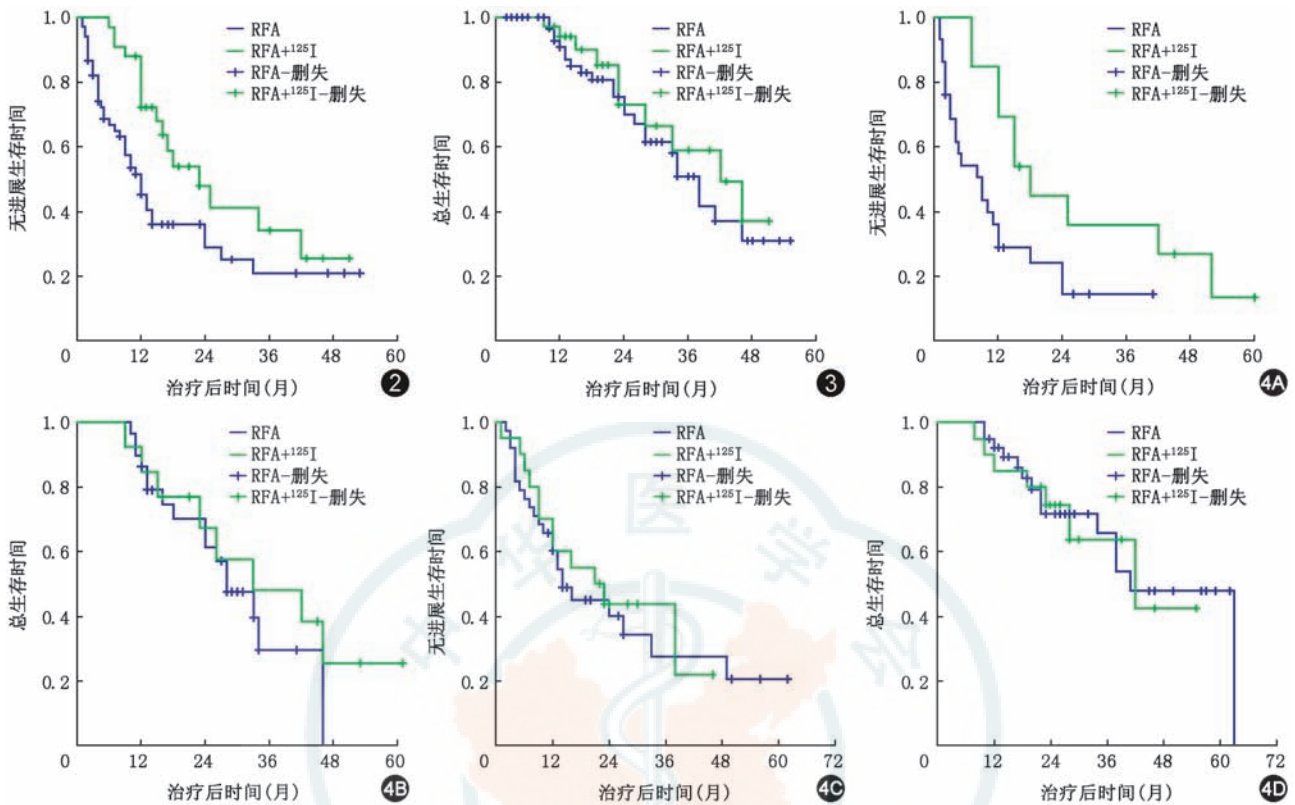 1.0
0.8
0.6
0.4
0.2
0
12
24
36
48
60
无进展生存时间
治疗后时间(月)
RFA
RFA+¹²⁵I
RFA-删失
RFA+¹²⁵I-删失
2
1.0
0.8
0.6
0.4
0.2
0
12
24
36
48
60
总生存时间
治疗后时间(月)
RFA
RFA+¹²⁵I
RFA-删失
RFA+¹²⁵I-删失
3
1.0
0.8
0.6
0.4
0.2
0
12
24
36
48
60
无进展生存时间
治疗后时间(月)
RFA
RFA+¹²⁵I
RFA-删失
RFA+¹²⁵I-删失
4A
1.0
0.8
0.6
0.4
0.2
0
12
24
36
48
60
总生存时间
治疗后时间(月)
RFA
RFA+¹²⁵I
RFA-删失
RFA+¹²⁵I-删失
4B
1.0
0.8
0.6
0.4
0.2
0
12
24
36
48
60
72
无进展生存时间
治疗后时间(月)
RFA
RFA+¹²⁵I
RFA-删失
RFA+¹²⁵I-删失
4C
1.0
0.8
0.6
0.4
0.2
0
12
24
36
48
60
72
总生存时间
治疗后时间(月)
RFA
RFA+¹²⁵I
RFA-删失
RFA+¹²⁵I-删失
4D
中华医学会